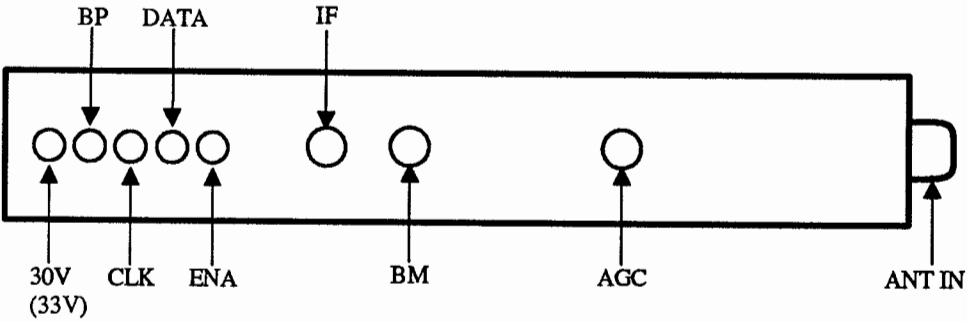 BP DATA IF
30V CLK ENA BM AGC ANT IN
(33V)